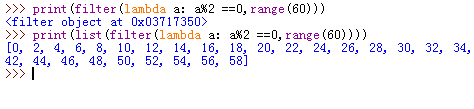 >>> print(filter(lambda a: a%2 ==0,range(60)))
<filter object at 0x03717350>
>>> print(list(filter(lambda a: a%2 ==0,range(60))))
[0, 2, 4, 6, 8, 10, 12, 14, 16, 18, 20, 22, 24, 26, 28, 30, 32, 34,
42, 44, 46, 48, 50, 52, 54, 56, 58]
>>>